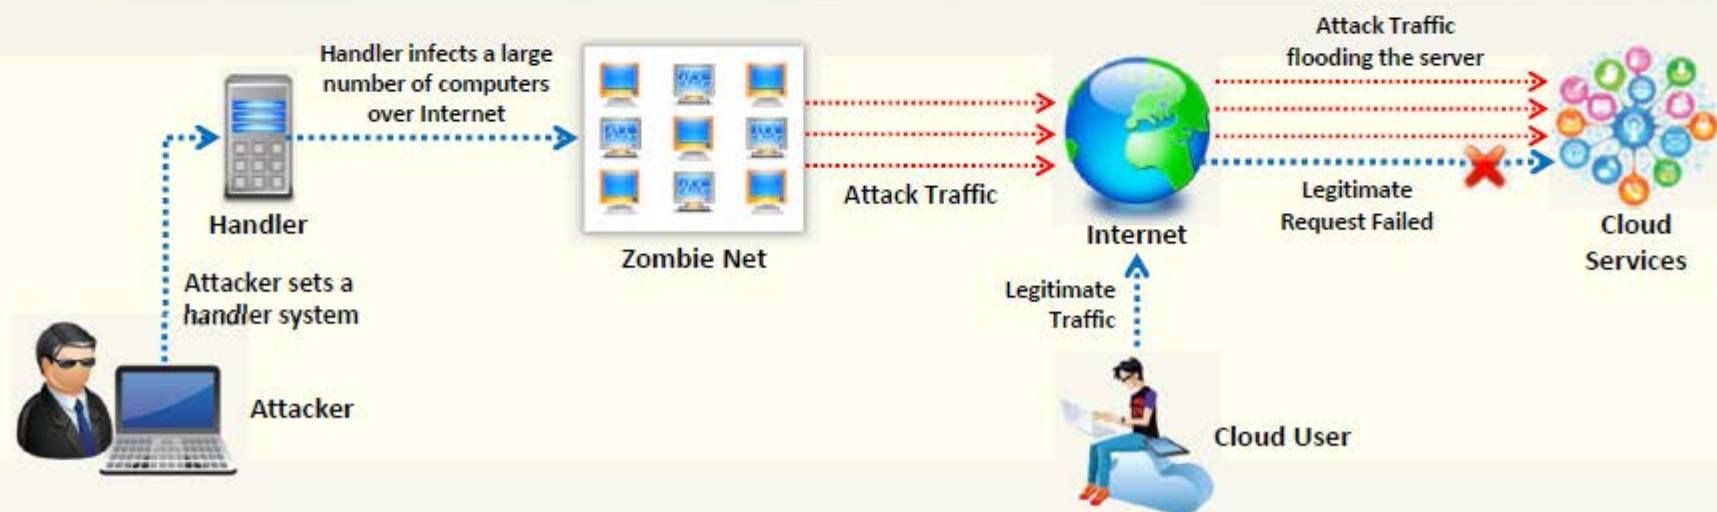 Handler infects a large
number of computers
over Internet
Attack Traffic
flooding the server
Handler
Zombie Net
Attack Traffic
Internet
Legitimate
Request Failed
Cloud
Services
Attacker sets a
handler system
Legitimate
Traffic
Attacker
Cloud User